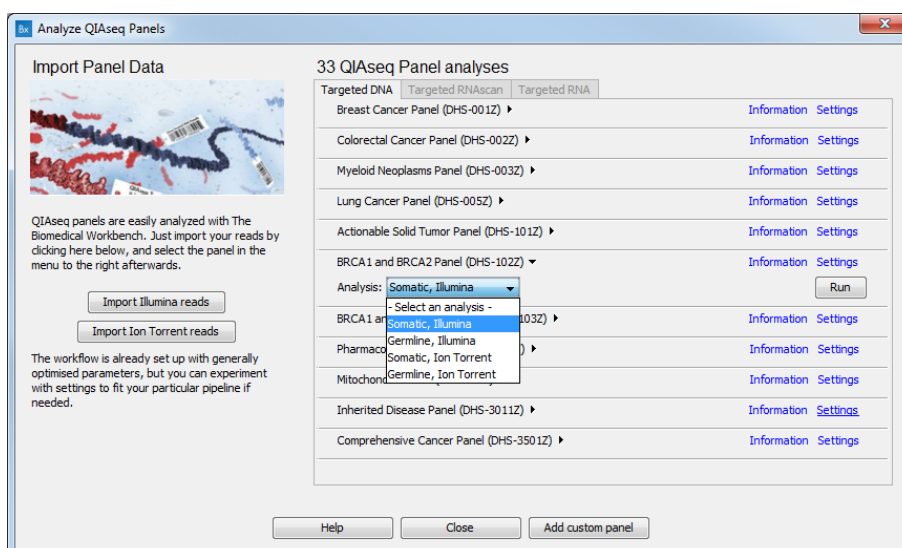 Bx Analyze QIAseq Panels
Import Panel Data
QIAseq panels are easily analyzed with The
Biomedical Workbench. Just import your reads by
clicking here below, and select the panel in the
menu to the right afterwards.
Import Illumina reads
Import Ion Torrent reads
The workflow is already set up with generally
optimised parameters, but you can experiment
with settings to fit your particular pipeline if
needed.
33 QIAseq Panel analyses
Targeted DNA Targeted RNAscan Targeted RNA
Breast Cancer Panel (DHS-001Z) Information Settings
Colorectal Cancer Panel (DHS-002Z) Information Settings
Myeloid Neoplasms Panel (DHS-003Z) Information Settings
Lung Cancer Panel (DHS-005Z) Information Settings
Actionable Solid Tumor Panel (DHS-101Z) Information Settings
BRCA1 and BRCA2 Panel (DHS-102Z) Information Settings
Analysis: Somatic, Illumina Run
- Select an analysis -
Somatic, Illumina
Germline, Illumina
Somatic, Ion Torrent
Germline, Ion Torrent
BRCA1 an 103Z) Information Settings
Pharmaco ) Information Settings
Mitochond Information Settings
Inherited Disease Panel (DHS-3011Z) Information Settings
Comprehensive Cancer Panel (DHS-3501Z) Information Settings
Help Close Add custom panel